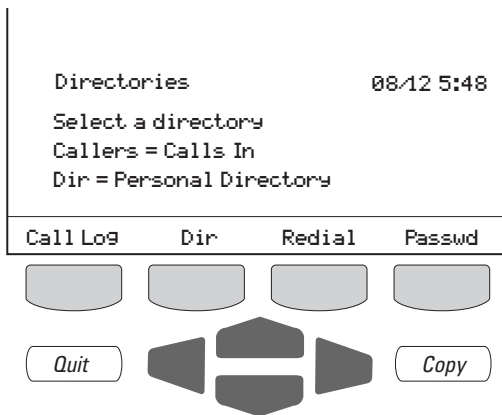 Directories 08/12 5:48
Select a directory
Callers = Calls In
Dir = Personal Directory
Call Log Dir Redial Passwd
Quit Copy